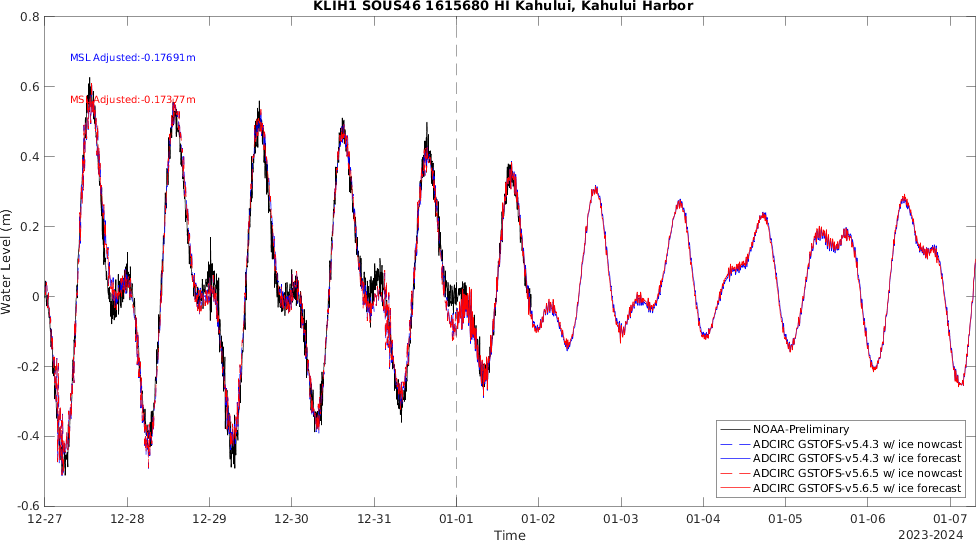 KLIH1 SOUS46 1615680 HI Kahului, Kahului Harbor
MSL Adjusted:-0.17691m
MSL Adjusted:-0.17377m
0.8
0.6
0.4
0.2
0
-0.2
-0.4
-0.6
Water Level (m)
NOAA-Preliminary
ADCIRC GSTOFS-v5.4.3 w/ ice nowcast
ADCIRC GSTOFS-v5.4.3 w/ ice forecast
ADCIRC GSTOFS-v5.6.5 w/ ice nowcast
ADCIRC GSTOFS-v5.6.5 w/ ice forecast
12-27 12-28 12-29 12-30 12-31 01-01 01-02 01-03 01-04 01-05 01-06 01-07
Time
2023-2024